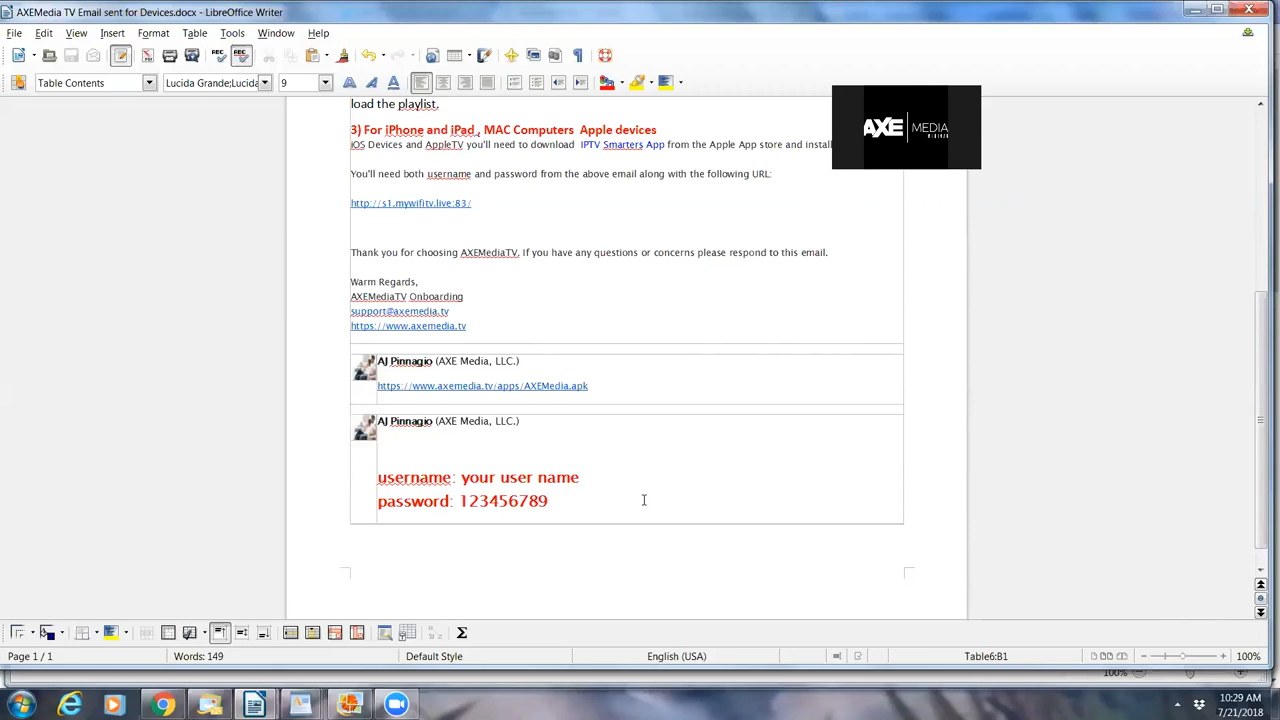 AXEMedia TV Email sent for Devices.docx - LibreOffice Writer
File Edit View Insert Format Table Tools Window Help
Table Contents
Lucida Grande;Lucida
9
load the playlist.
AXE MEDIA
3) For iPhone and iPad , MAC Computers Apple devices
iOS Devices and AppleTV you'll need to download IPTV Smarters App from the Apple App store and install
You'll need both username and password from the above email along with the following URL:
http://s1.mywifitv.live:83/
Thank you for choosing AXEMediaTV. If you have any questions or concerns please respond to this email.
Warm Regards,
AXEMediaTV Onboarding
support@axemedia.tv
https://www.axemedia.tv
AJ Pinnagio (AXE Media, LLC.)
https://www.axemedia.tv/apps/AXEMedia.apk
AJ Pinnagio (AXE Media, LLC.)
username: your user name
password: 123456789
Page 1 / 1
Words: 149
Default Style
English (USA)
Table6:B1
100%
100%
10:29 AM
7/21/2018